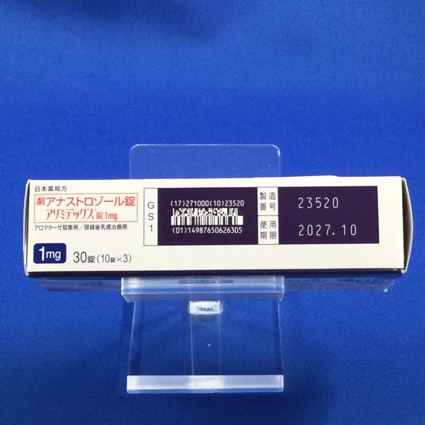 日本薬局方
劇 アナストロゾール錠
アリミデックス錠1mg
アロマターゼ阻害剤/閉経後乳癌治療剤
1mg
30錠(10錠×3)
GS1
(17)271000(10)23520
(01)14987650626305
製造番号 23520
使用期限 2027.10